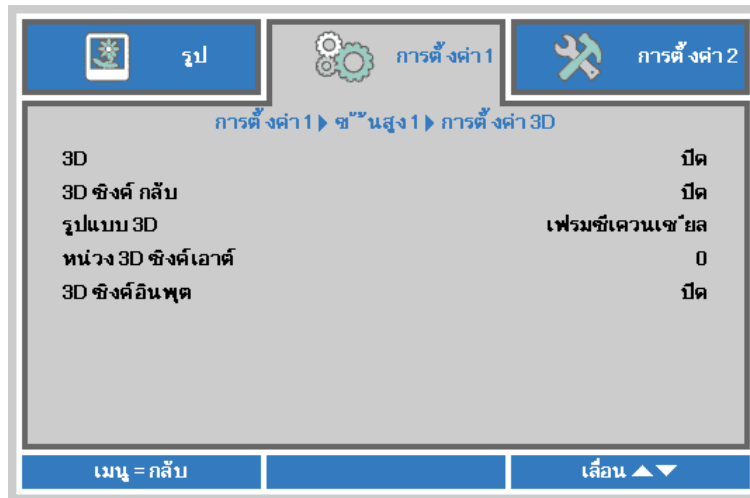 รูป
การตั้งค่า 1
การตั้งค่า 2
การตั้งค่า 1 ▶ ขั้นสูง 1 ▶ การตั้งค่า 3D
3D ปิด
3D ซิงค์ กลับ ปิด
รูปแบบ 3D เฟรมซีเควนเชียล
หน่วง 3D ซิงค์เอาต์ 0
3D ซิงค์อินพุต ปิด
เมนู = กลับ
เลื่อน ▲▼